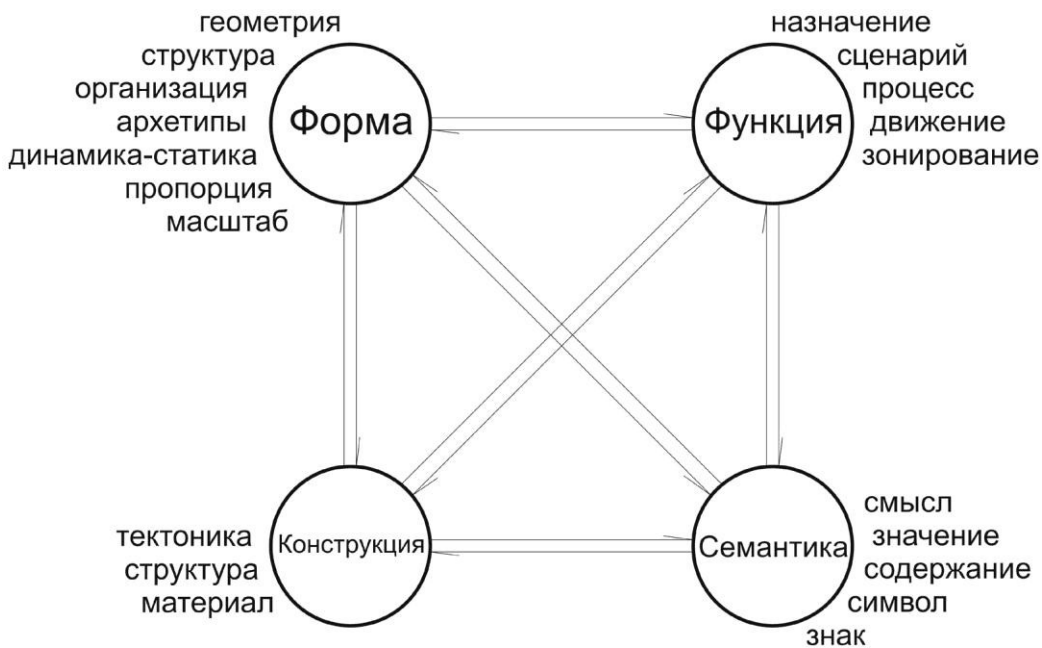 геометрия
структура
организация
архетипы
динамика-статика
пропорция
масштаб
Форма
назначение
сценарий
процесс
движение
зонирование
Функция
тектоника
структура
материал
Конструкция
Семантика
смысл
значение
содержание
символ
знак